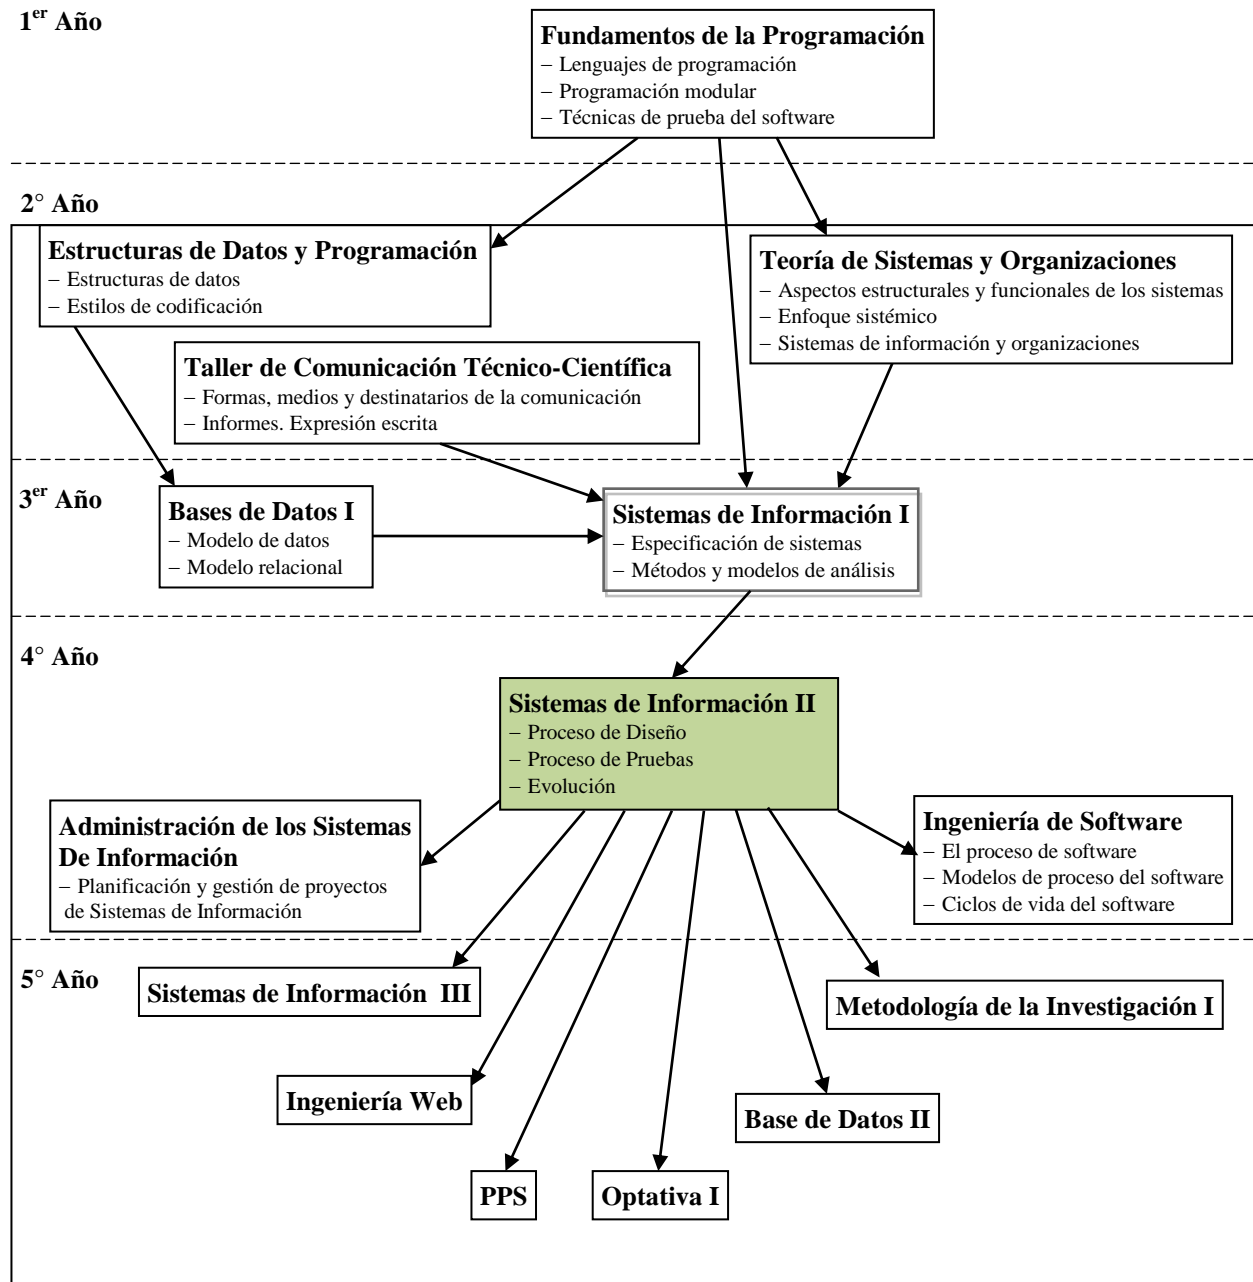 1er Año
Fundamentos de la Programación
– Lenguajes de programación
– Programación modular
– Técnicas de prueba del software
2° Año
Estructuras de Datos y Programación
– Estructuras de datos
– Estilos de codificación
Teoría de Sistemas y Organizaciones
– Aspectos estructurales y funcionales de los sistemas
– Enfoque sistémico
– Sistemas de información y organizaciones
Taller de Comunicación Técnico-Científica
– Formas, medios y destinatarios de la comunicación
– Informes. Expresión escrita
3er Año
Bases de Datos I
– Modelo de datos
– Modelo relacional
Sistemas de Información I
– Especificación de sistemas
– Métodos y modelos de análisis
4° Año
Sistemas de Información II
– Proceso de Diseño
– Proceso de Pruebas
– Evolución
Administración de los Sistemas
De Información
– Planificación y gestión de proyectos
de Sistemas de Información
Ingeniería de Software
– El proceso de software
– Modelos de proceso del software
– Ciclos de vida del software
5° Año
Sistemas de Información III
Metodología de la Investigación I
Ingeniería Web
Base de Datos II
PPS
Optativa I